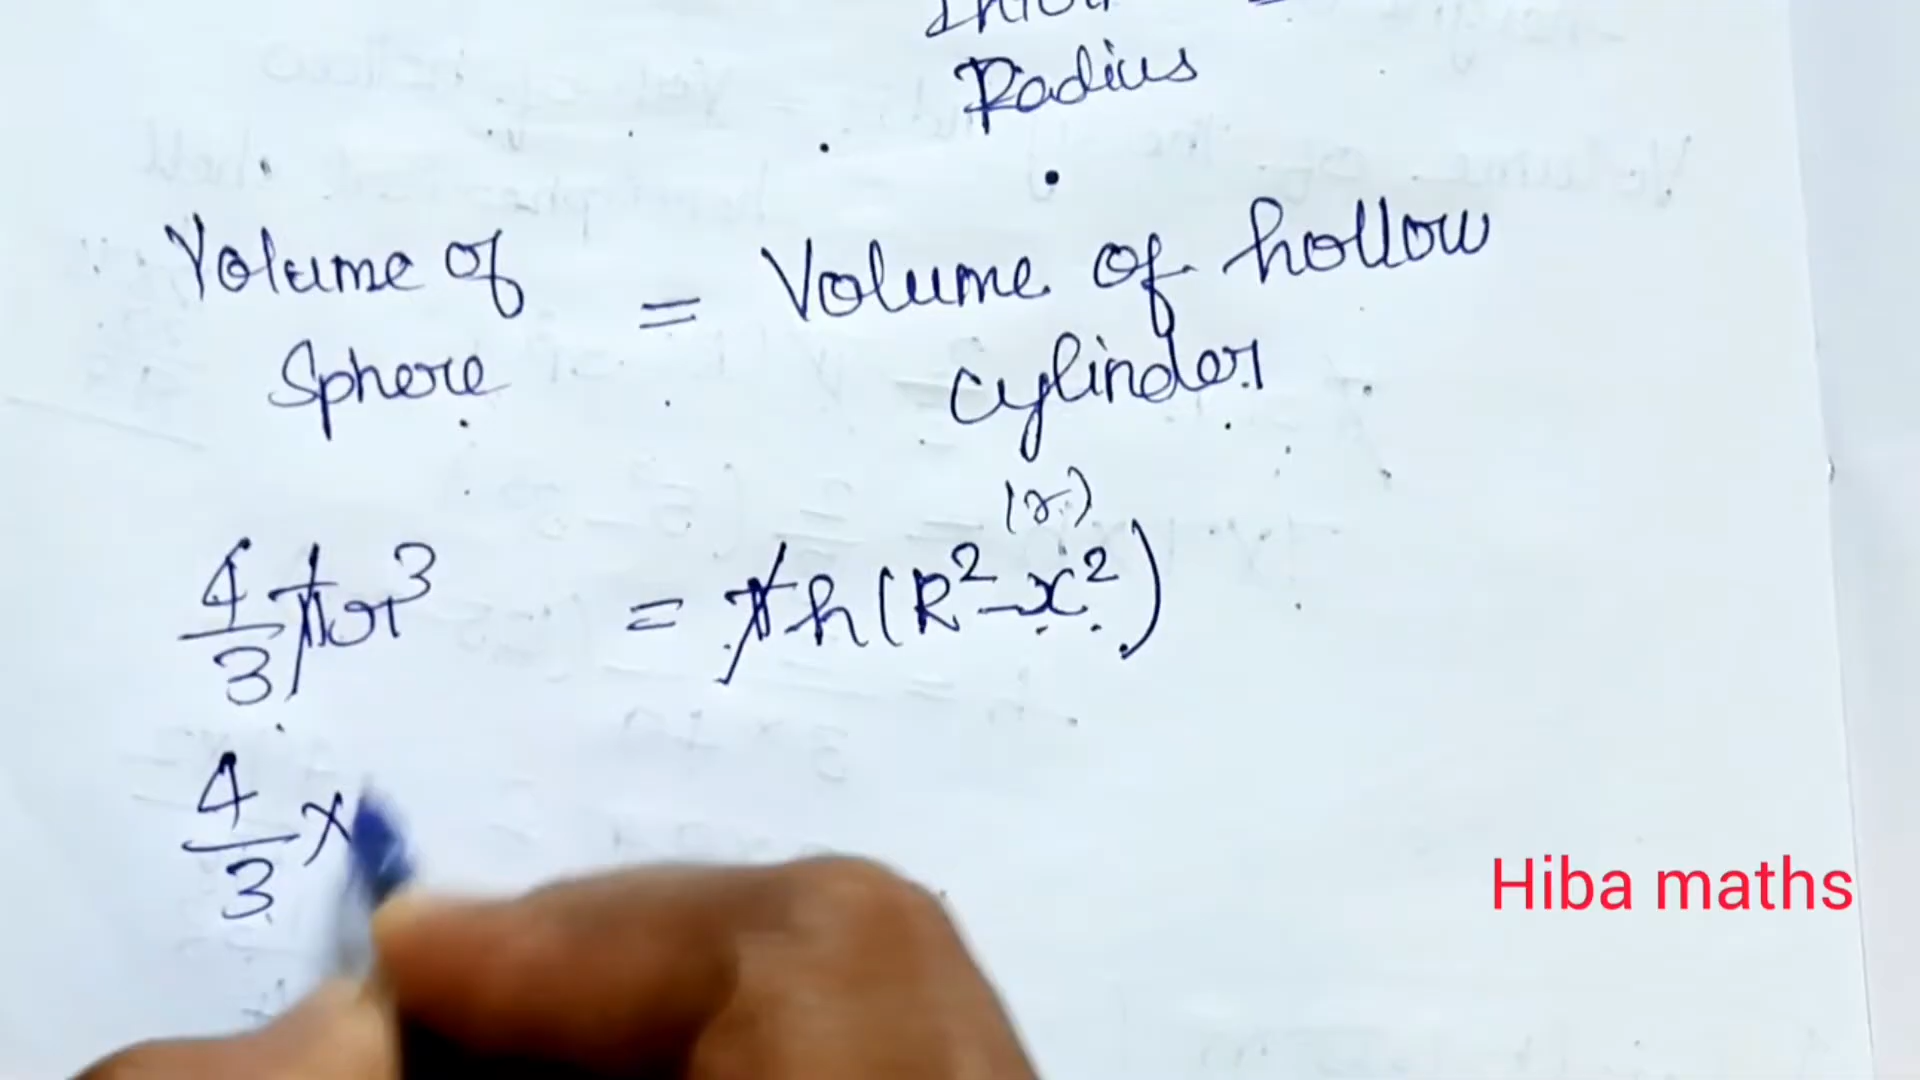 Radius
Volume of = Volume of hollow
Sphere cylinder
(r)
4/3 πr³ = πh(R² - x²)
4/3 ×
Hiba maths